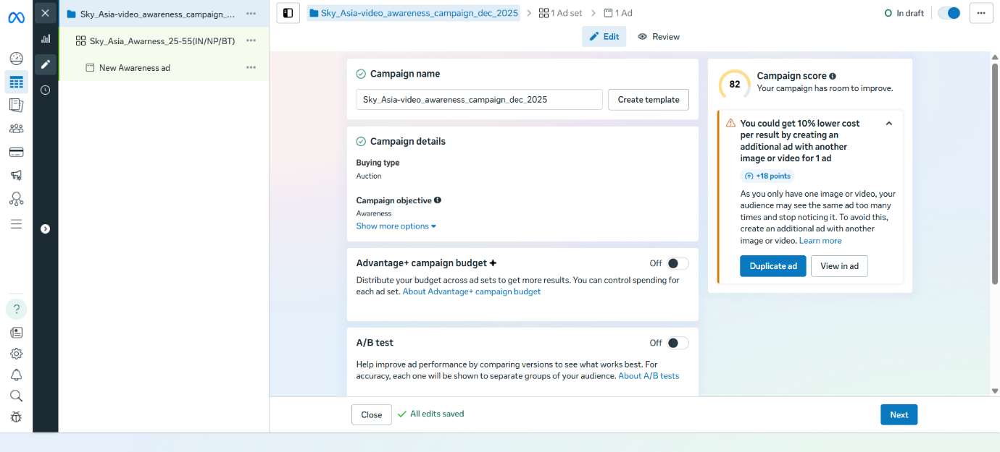 Sky_Asia-video_awareness_campaign_...
Sky_Asia_Awarness_25-55(IN/NP/BT)
New Awareness ad
Sky_Asia-video_awareness_campaign_dec_2025 > 1 Ad set > 1 Ad
In draft
Edit
Review
Campaign name
Sky_Asia-video_awareness_campaign_dec_2025
Create template
Campaign details
Buying type
Auction
Campaign objective
Awareness
Show more options
Advantage+ campaign budget
Off
Distribute your budget across ad sets to get more results. You can control spending for
each ad set. About Advantage+ campaign budget
A/B test
Off
Help improve ad performance by comparing versions to see what works best. For
accuracy, each one will be shown to separate groups of your audience. About A/B tests
82
Campaign score
Your campaign has room to improve.
You could get 10% lower cost
per result by creating an
additional ad with another
image or video for 1 ad
+18 points
As you only have one image or video, your
audience may see the same ad too many
times and stop noticing it. To avoid this,
create an additional ad with another
image or video. Learn more
Duplicate ad
View in ad
Close
All edits saved
Next